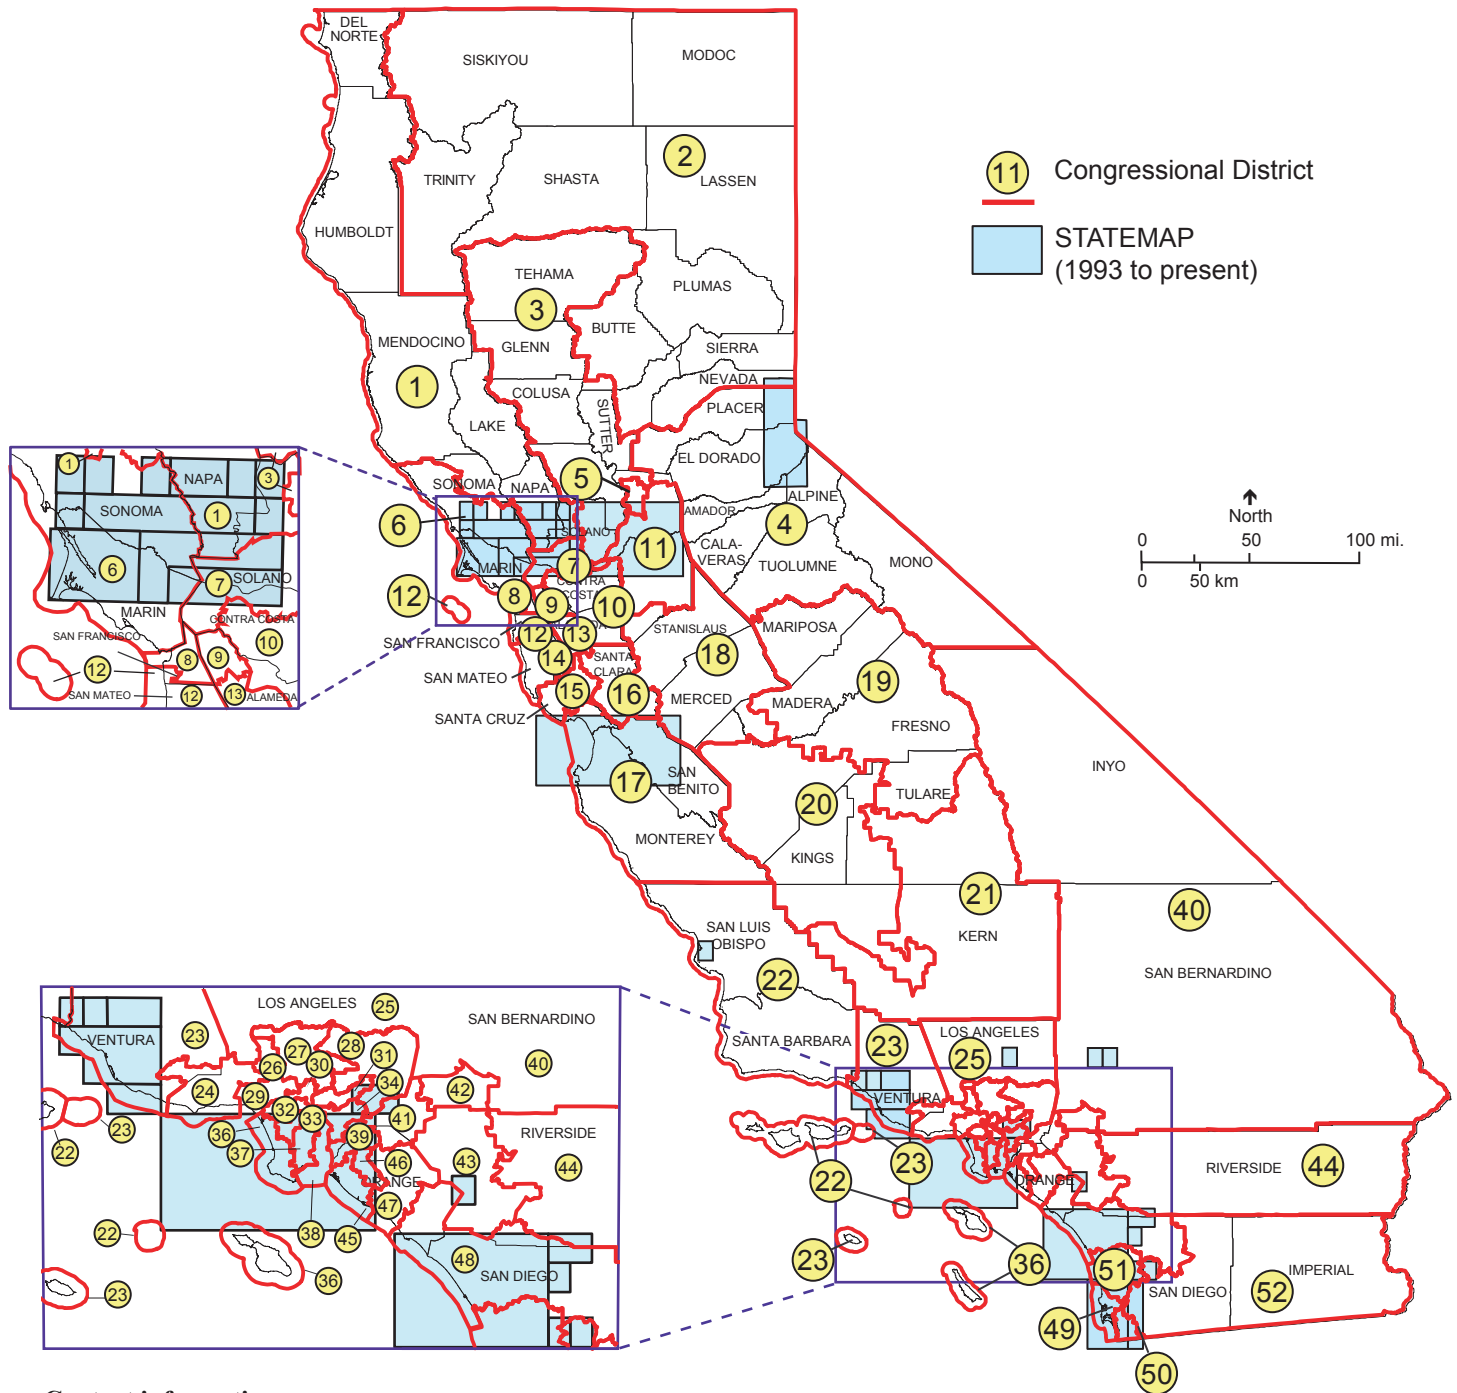 DEL
NORTE
SISKIYOU
MODOC
2
TRINITY
SHASTA
LASSEN
HUMBOLDT
TEHAMA
3
PLUMAS
BUTTE
MENDOCINO
GLENN
SIERRA
1
COLUSA
NEVADA
SUTTER
PLACER
LAKE
EL DORADO
5
SONOMA
NAPA
ALPINE
6
AMADOR
4
SOLANO
11
CALA-
VERAS
MONO
TUOLUMNE
MARIN
7
CONTRA
COSTA
12
8
9
10
SAN FRANCISCO
12
13
STANISLAUS
MARIPOSA
14
SANTA
CLARA
18
SAN MATEO
15
16
MERCED
MADERA
19
SANTA CRUZ
FRESNO
17
SAN
BENITO
INYO
20
TULARE
MONTEREY
KINGS
21
40
SAN LUIS
OBISPO
KERN
22
SAN BERNARDINO
SANTA BARBARA
23
LOS ANGELES
25
VENTURA
23
22
ORANGE
RIVERSIDE
44
23
36
51
SAN DIEGO
IMPERIAL
52
49
50
11
Congressional District
STATEMAP
(1993 to present)
North
0
50
100 mi.
0
50 km
1
NAPA
3
SONOMA
1
6
7
SOLANO
MARIN
CONTRA COSTA
SAN FRANCISCO
10
8
9
12
SAN MATEO
12
13
ALAMEDA
LOS ANGELES
25
SAN BERNARDINO
VENTURA
23
27
28
31
26
30
40
24
29
34
42
32
33
41
23
36
39
RIVERSIDE
22
37
46
43
44
ORANGE
47
22
38
45
48
36
SAN DIEGO
23